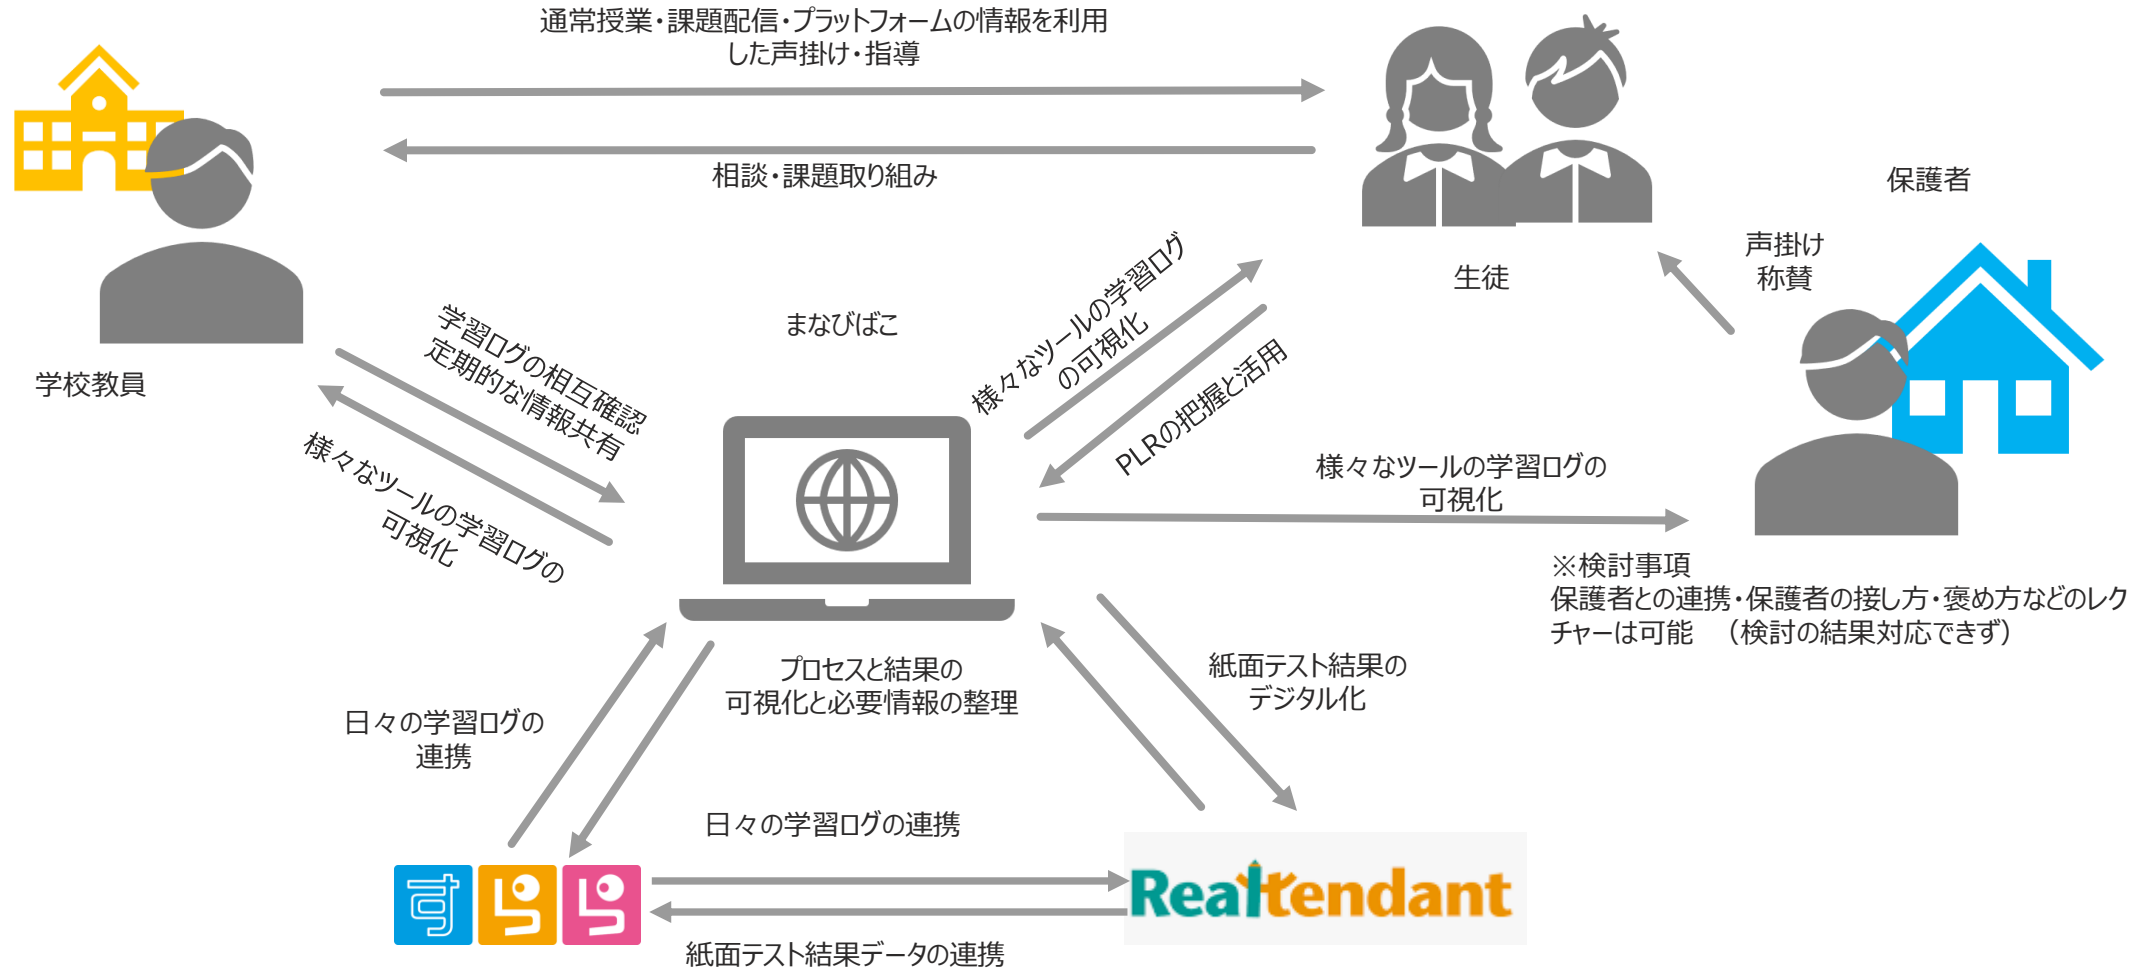 通常授業・課題配信・プラットフォームの情報を利用
した声掛け・指導
相談・課題取り組み
保護者
声掛け
称賛
生徒
学校教員
まなびばこ
学習ログの相互確認
定期的な情報共有
様々なツールの学習ログの
可視化
様々なツールの学習ログ
の可視化
PLRの把握と活用
様々なツールの学習ログの
可視化
※検討事項
保護者との連携・保護者の接し方・褒め方などのレク
チャーは可能　（検討の結果対応できず）
プロセスと結果の
可視化と必要情報の整理
紙面テスト結果の
デジタル化
日々の学習ログの
連携
日々の学習ログの連携
すらら
Realtendant
紙面テスト結果データの連携